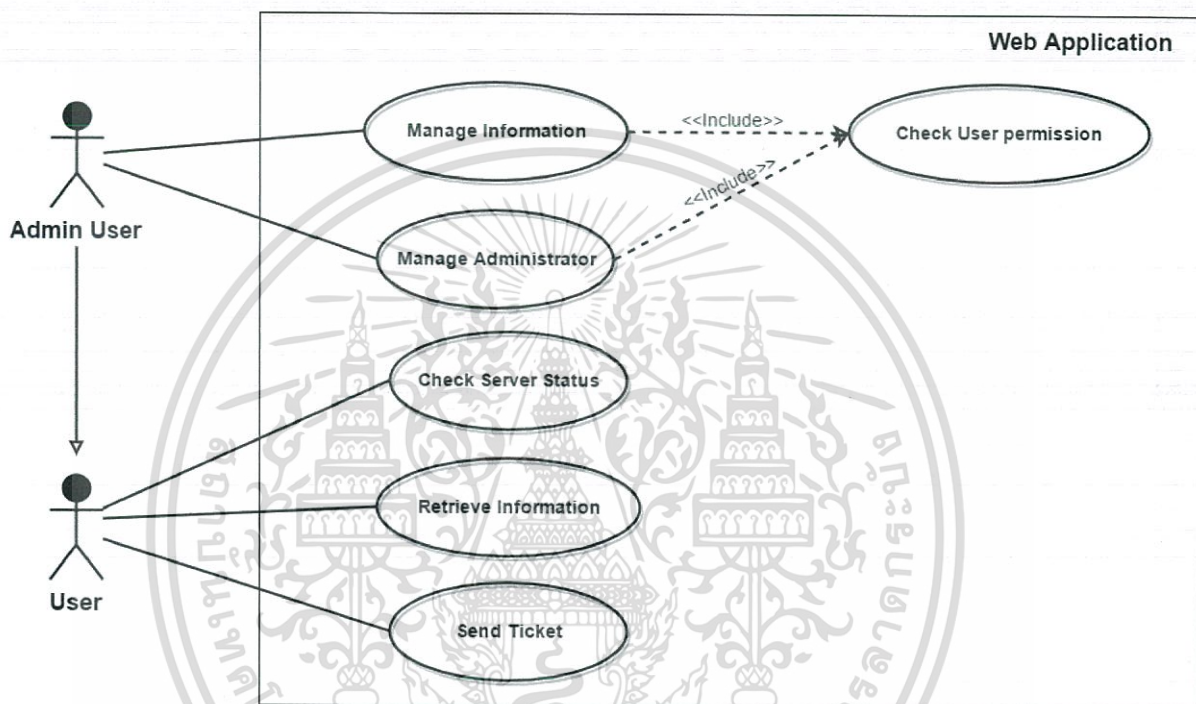 Web Application
Manage Information
<<Include>>
Check User permission
Admin User
<<Include>>
Manage Administrator
Check Server Status
Retrieve Information
User
Send Ticket